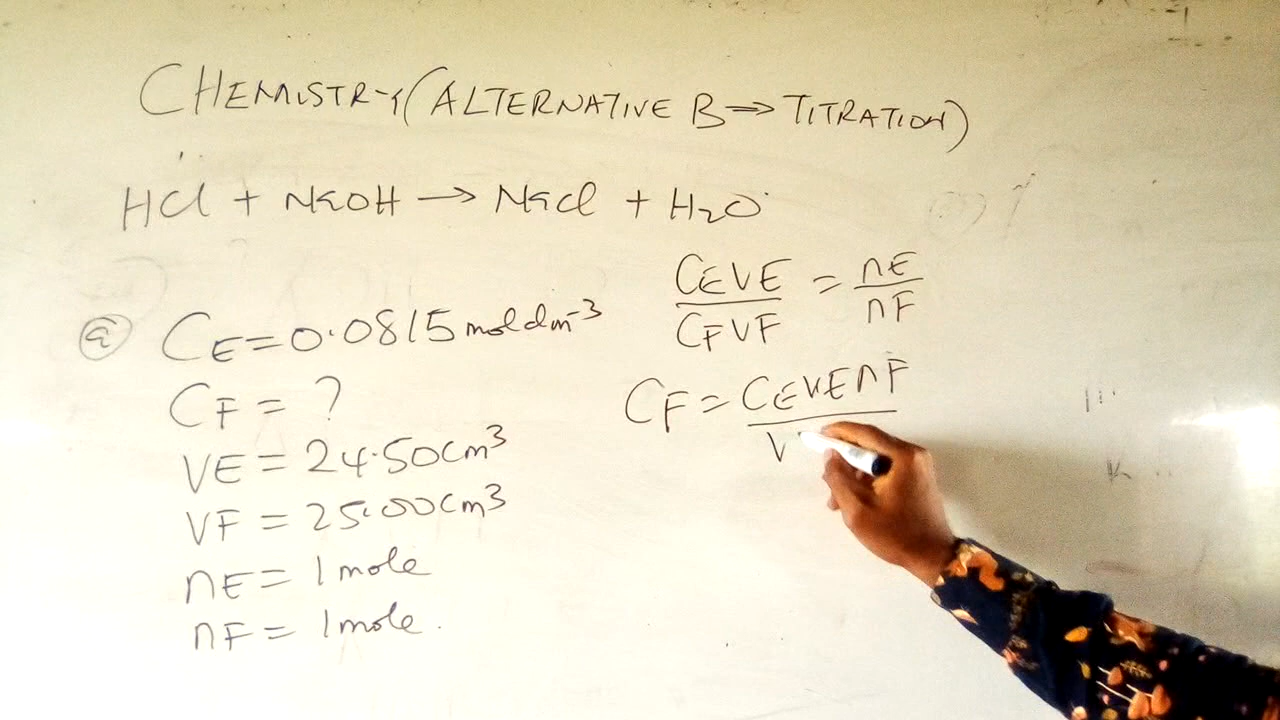 CHEMISTRY (ALTERNATIVE B ⇒ TITRATION)
HCl + NaOH → NaCl + H₂O
CEVE / CFVF = nE / nF
(a) CE = 0.0815 mol dm⁻³
CF = ?
VE = 24.50cm³
VF = 25.00cm³
nE = 1 mole
nF = 1 mole.
CF = CEVEnF / V